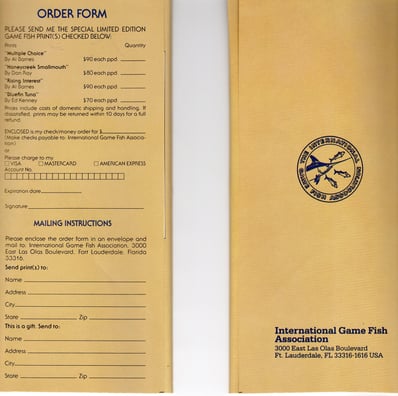 ORDER FORM
PLEASE SEND ME THE SPECIAL LIMITED EDITION
GAME FISH PRINT(S) CHECKED BELOW:
Prints Quantity
"Multiple Choice"
By Al Barnes $90 each ppd.
"Honeycreek Smallmouth"
By Don Ray $80 each ppd.
"Rising Interest"
By Al Barnes $90 each ppd.
"Bluefin Tuna"
By Ed Kenney $70 each ppd.
Prices include costs of domestic shipping and handling. If
dissatisfied, prints may be returned within 10 days for a full
refund.
ENCLOSED is my check/money order for $
(Make checks payable to: International Game Fish Associa-
tion)
or
Please charge to my:
VISA MASTERCARD AMERICAN EXPRESS
Account No.
Expiration date
Signature
MAILING INSTRUCTIONS
Please enclose the order form in an envelope and
mail to: International Game Fish Association, 3000
East Las Olas Boulevard, Fort Lauderdale, Florida
33316.
Send print(s) to:
Name
Address
City
State Zip
This is a gift. Send to:
Name
Address
City
State Zip
THE INTERNATIONAL GAME FISH ASSOCIATION
International Game Fish
Association
3000 East Las Olas Boulevard
Ft. Lauderdale, FL 33316-1616 USA